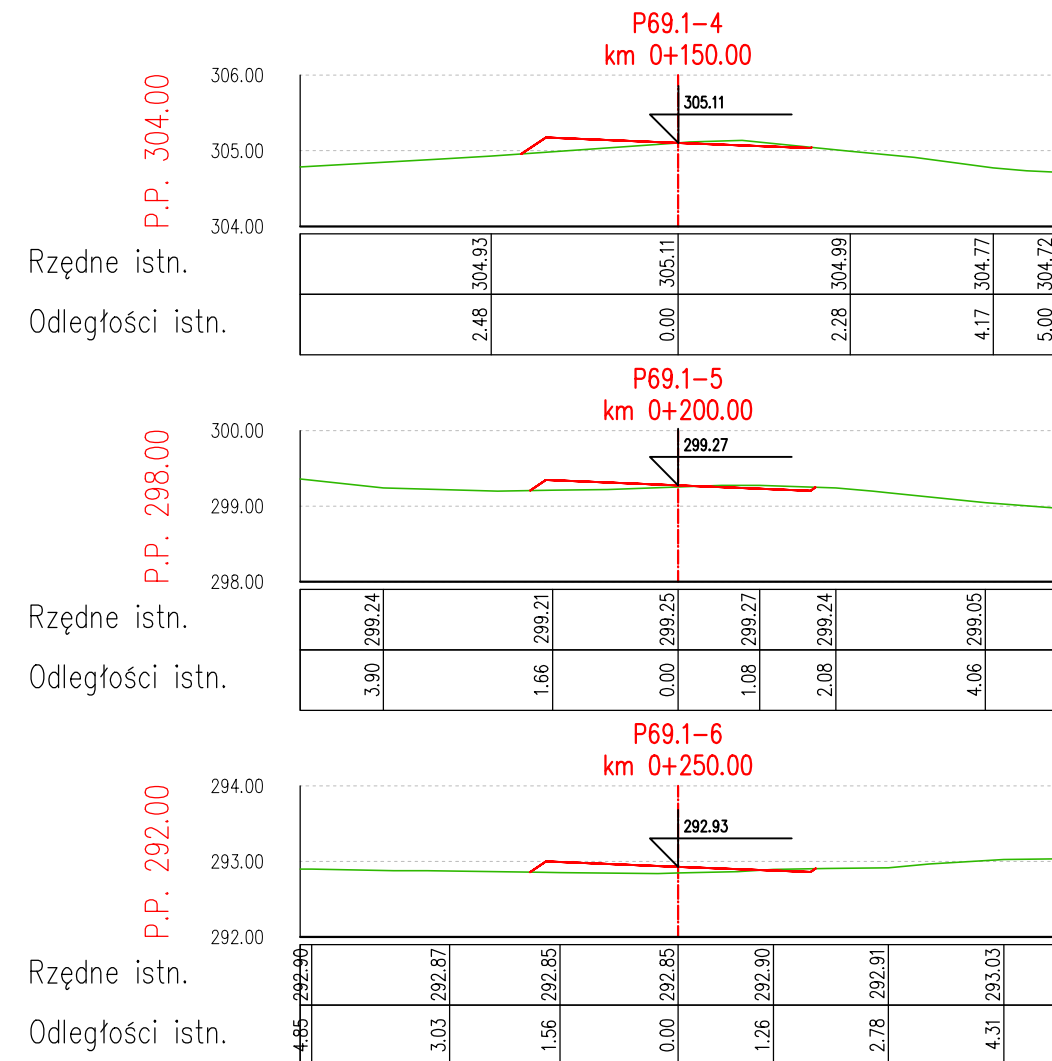 P69.1-4
km 0+150.00
P.P. 304.00
306.00
305.00
304.00
305.11
Rzędne istn.
304.93 305.11 304.99 304.77 304.72
Odległości istn.
2.48 0.00 2.28 4.17 5.00
P69.1-5
km 0+200.00
P.P. 298.00
300.00
299.00
298.00
299.27
Rzędne istn.
299.24 299.21 299.25 299.27 299.24 299.05
Odległości istn.
3.90 1.66 0.00 1.08 2.08 4.06
P69.1-6
km 0+250.00
P.P. 292.00
294.00
293.00
292.00
292.93
Rzędne istn.
292.90 292.87 292.85 292.85 292.90 292.91 293.03
Odległości istn.
4.85 3.03 1.56 0.00 1.26 2.78 4.31